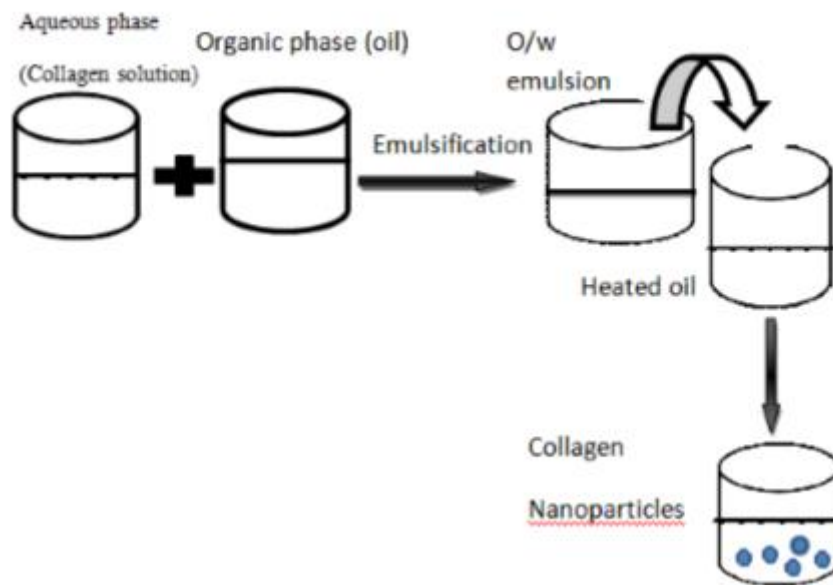 Aqueous phase
(Collagen solution)
Organic phase (oil)
Emulsification
O/w
emulsion
Heated oil
Collagen
Nanoparticles